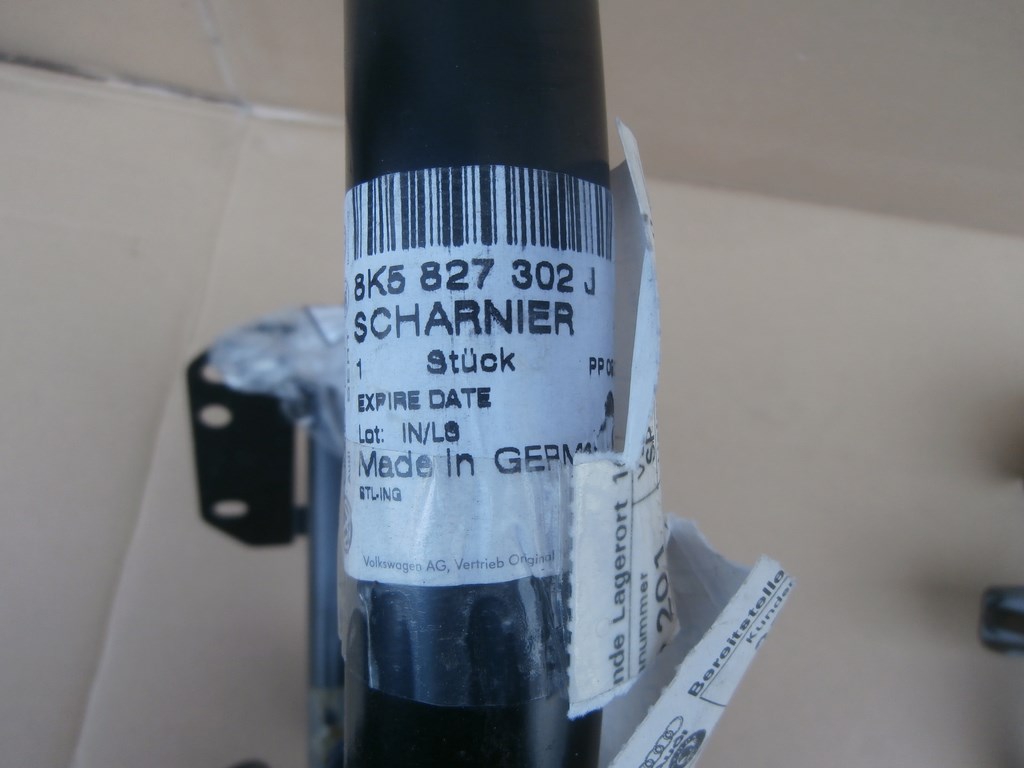 8K5 827 302 J
SCHARNIER
1 Stück PP
EXPIRE DATE
Lot: IN/LS
Made in
STL-ING
Volkswagen AG, Vertrieb Original
Lagerort
Bereitstelle